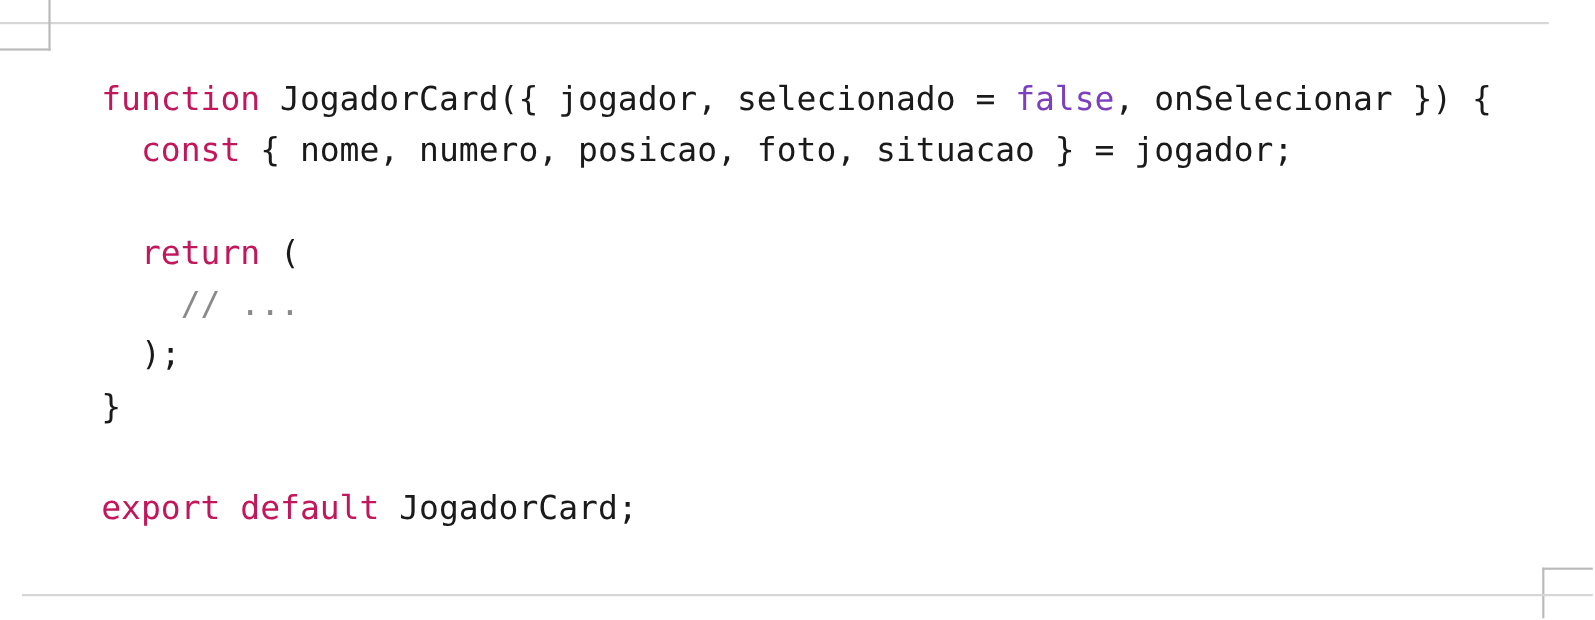 function JogadorCard({ jogador, selecionado = false, onSelecionar }) {
  const { nome, numero, posicao, foto, situacao } = jogador;

  return (
    // ...
  );
}

export default JogadorCard;